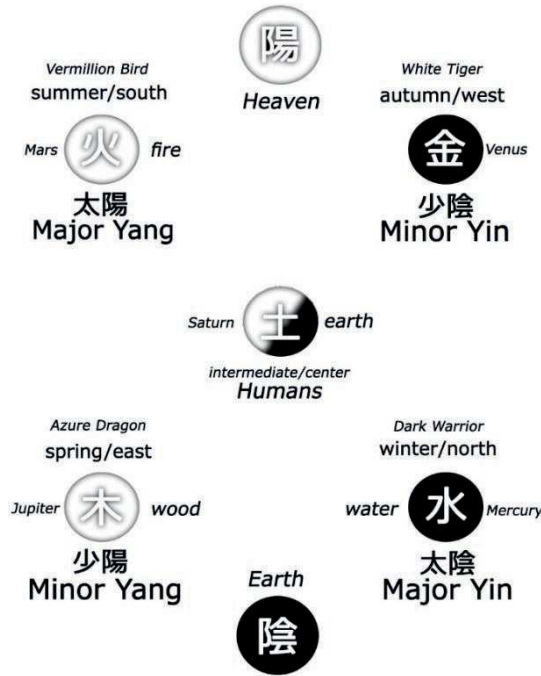 陽
Heaven
Vermillion Bird
summer/south
Mars 火 fire
太陽
Major Yang
White Tiger
autumn/west
金 Venus
少陰
Minor Yin
Saturn 土 earth
intermediate/center
Humans
Azure Dragon
spring/east
Jupiter 木 wood
少陽
Minor Yang
Dark Warrior
winter/north
water 水 Mercury
太陰
Major Yin
Earth
陰